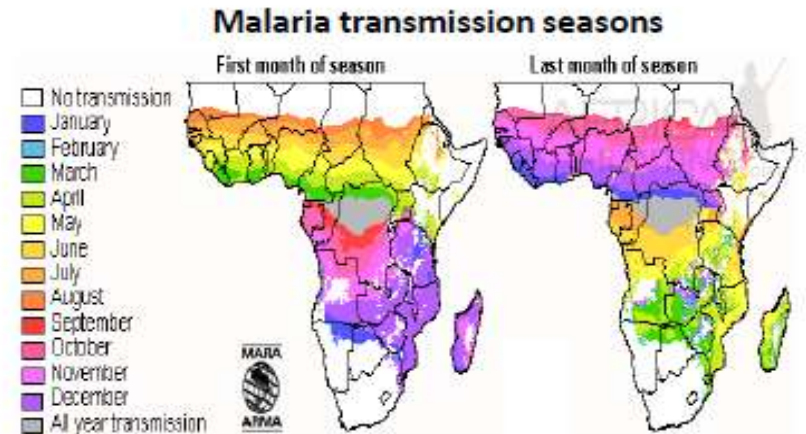 Malaria transmission seasons
First month of season
Last month of season
No transmission
January
February
March
April
May
June
July
August
September
October
November
December
All year transmission
MARA
ARMA